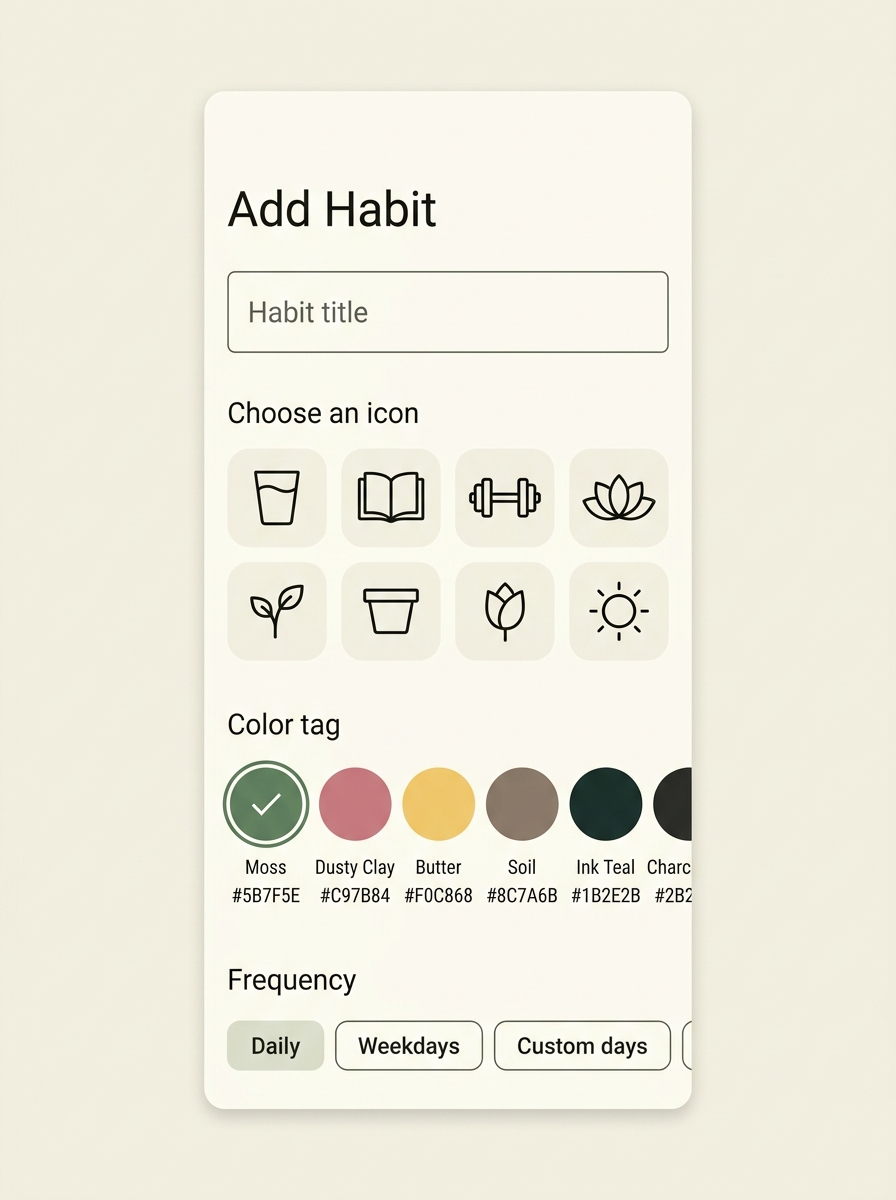 Add Habit
Habit title
Choose an icon
Color tag
Moss Dusty Clay Butter Soil Ink Teal
#5B7F5E #C97B84 #F0C868 #8C7A6B #1B2E2B
Frequency
Daily Weekdays Custom days